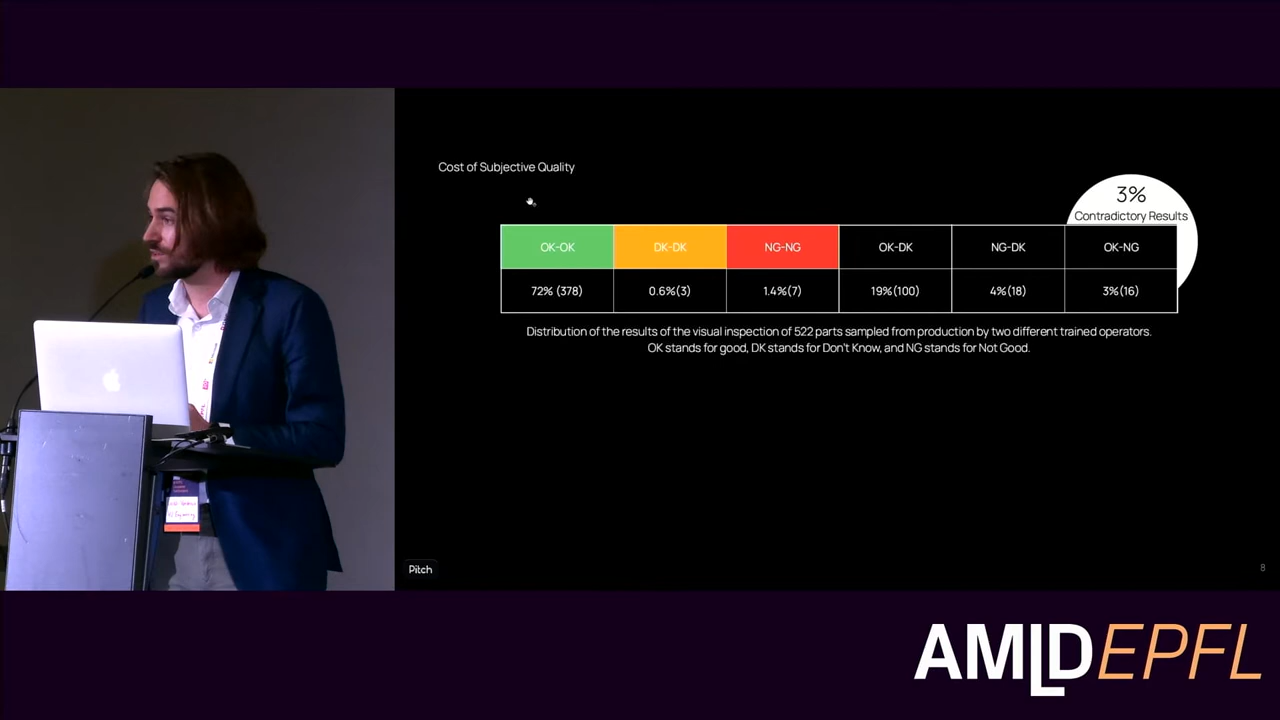 Cost of Subjective Quality
3%
Contradictory Results
OK-OK DK-DK NG-NG OK-DK NG-DK OK-NG
72% (378) 0.6%(3) 1.4%(7) 19%(100) 4%(18) 3%(16)
Distribution of the results of the visual inspection of 522 parts sampled from production by two different trained operators.
OK stands for good, DK stands for Don't Know, and NG stands for Not Good.
Pitch
8
AMLDEPFL